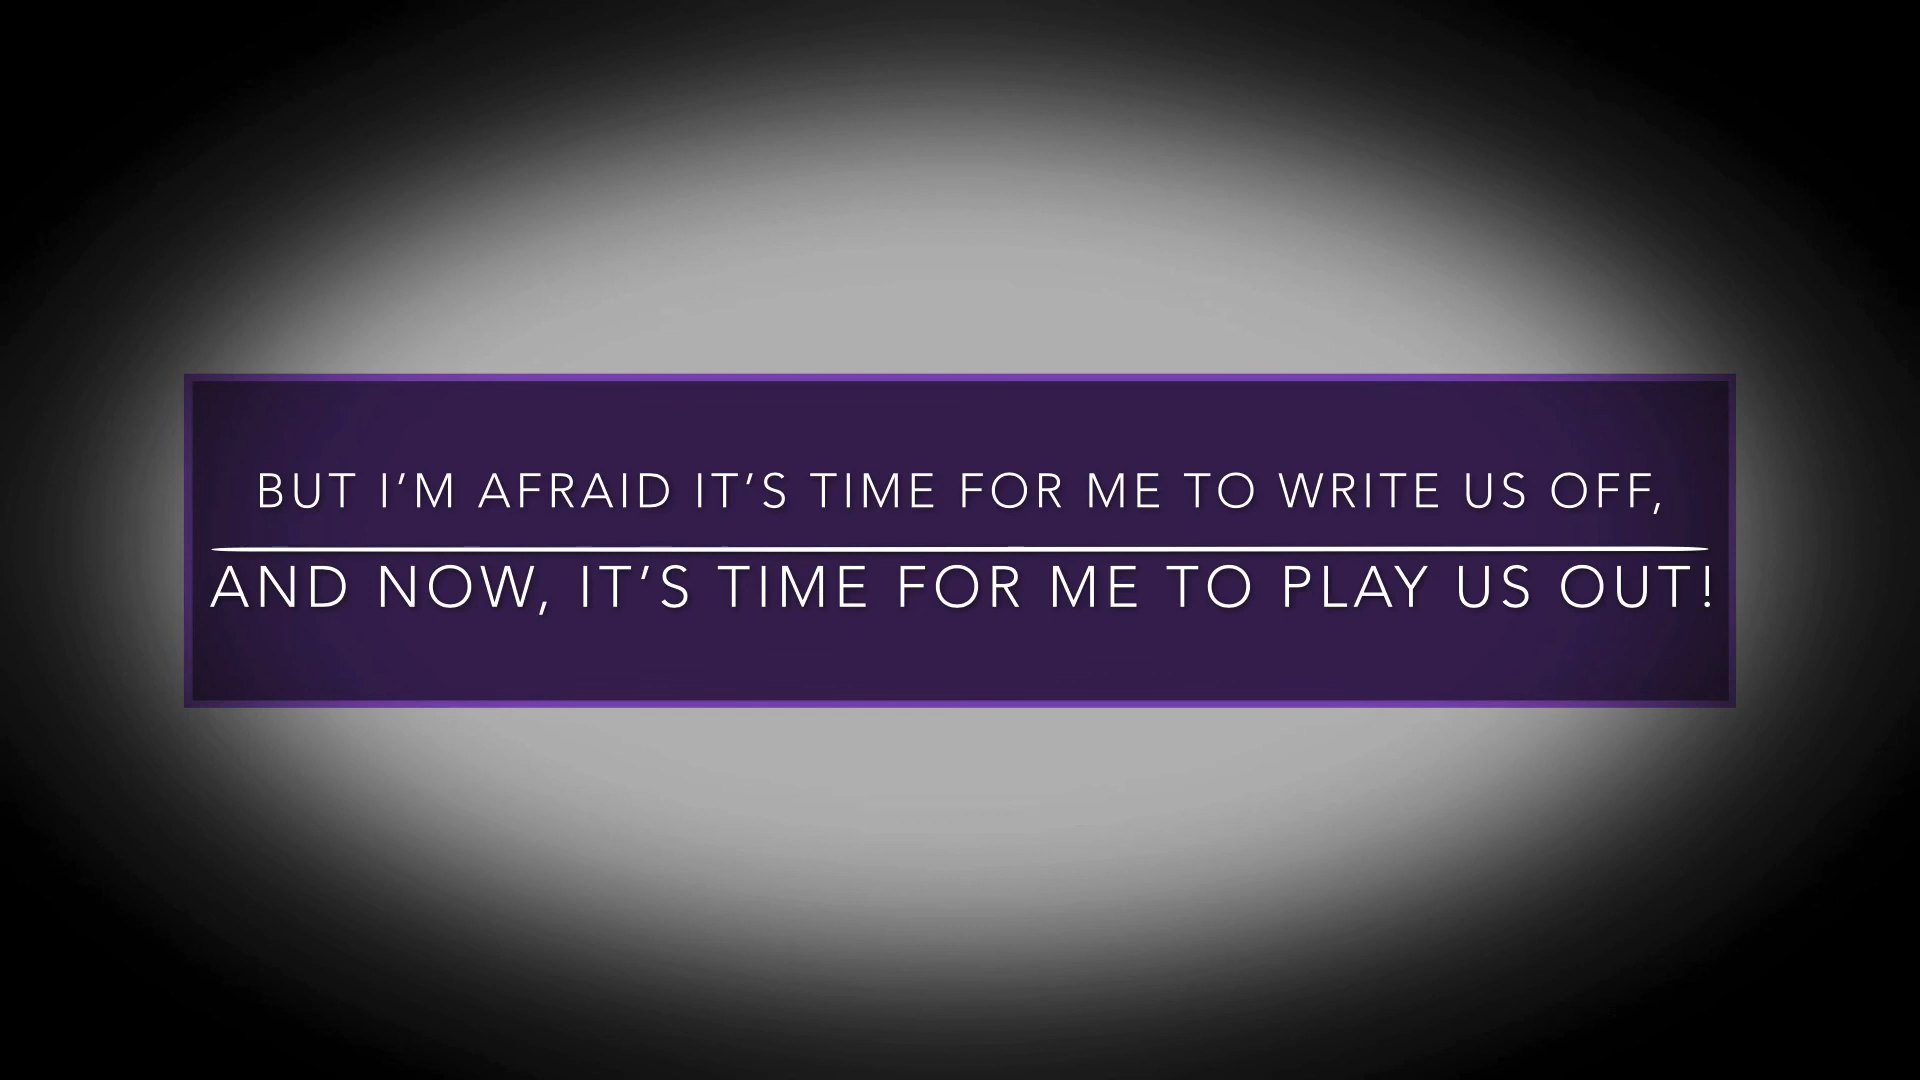 BUT I’M AFRAID IT’S TIME FOR ME TO WRITE US OFF,
AND NOW, IT’S TIME FOR ME TO PLAY US OUT!